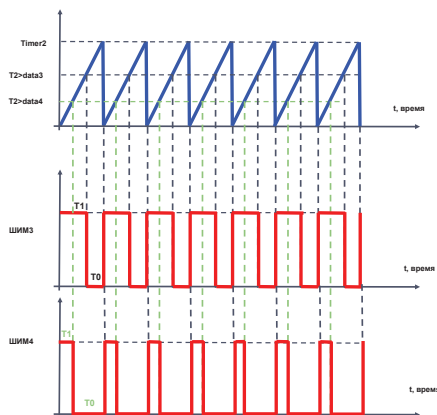 Timer2
T2>data3
T2>data4
t, время
T1
ШИМ3
T0
t, время
T1
ШИМ4
T0
t, время